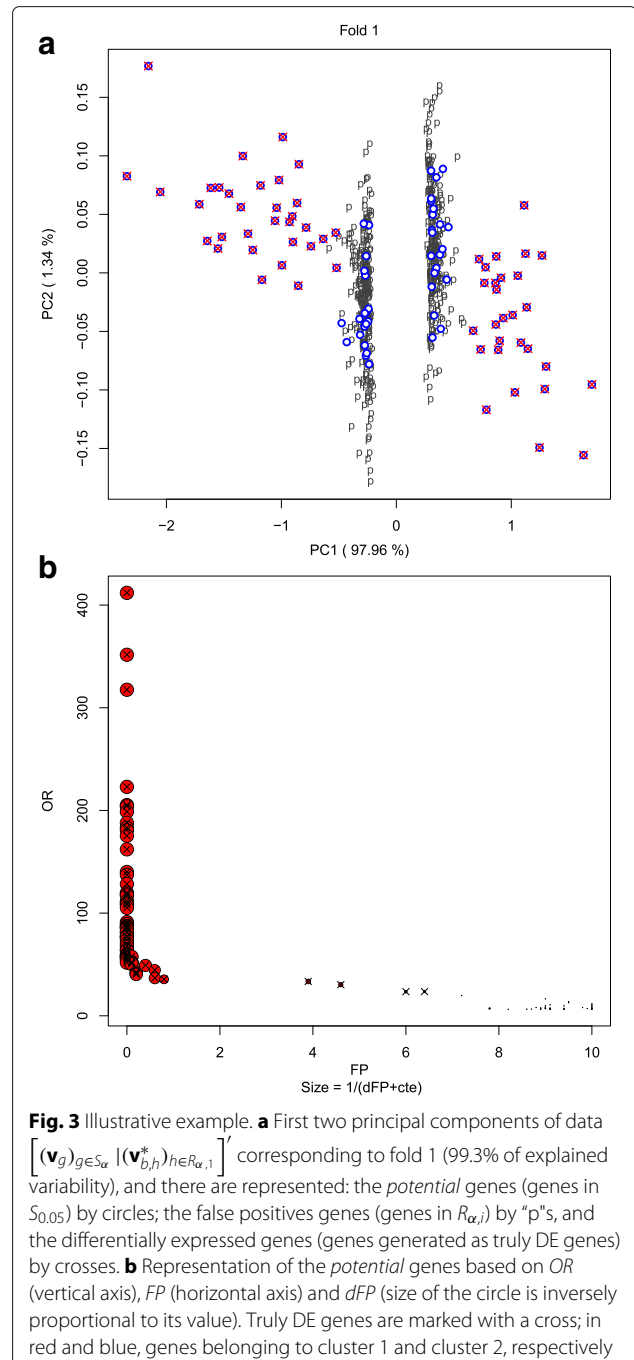 a
Fold 1
0.15
0.10
0.05
0.00
−0.05
−0.10
−0.15
PC2 ( 1.34 %)
−2 −1 0 1
PC1 ( 97.96 %)
b
400
300
200
100
0
OR
0 2 4 6 8 10
FP
Size = 1/(dFP+cte)
Fig. 3 Illustrative example. a First two principal components of data
[(v_g)_{g∈S_α} |(v*_{b,h})_{h∈R_{α,1}}]′ corresponding to fold 1 (99.3% of explained
variability), and there are represented: the potential genes (genes in
S_{0.05}) by circles; the false positives genes (genes in R_{α,i}) by "p"s, and
the differentially expressed genes (genes generated as truly DE genes)
by crosses. b Representation of the potential genes based on OR
(vertical axis), FP (horizontal axis) and dFP (size of the circle is inversely
proportional to its value). Truly DE genes are marked with a cross; in
red and blue, genes belonging to cluster 1 and cluster 2, respectively